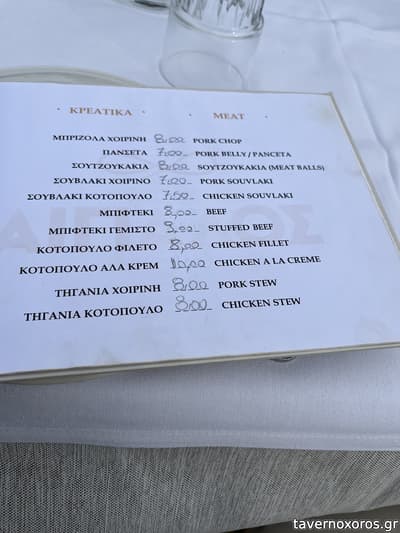 · ΚΡΕΑΤΙΚΑ · · MEAT ·
ΜΠΡΙΖΟΛΑ ΧΟΙΡΙΝΗ 8,00 PORK CHOP
ΠΑΝΣΕΤΑ 7,00 PORK BELLY / PANCETA
ΣΟΥΤΖΟΥΚΑΚΙΑ 8,00 SOUTZOUKAKIA (MEAT BALLS)
ΣΟΥΒΛΑΚΙ ΧΟΙΡΙΝΟ 7,00 PORK SOUVLAKI
ΣΟΥΒΛΑΚΙ ΚΟΤΟΠΟΥΛΟ 7,50 CHICKEN SOUVLAKI
ΜΠΙΦΤΕΚΙ 8,00 BEEF
ΜΠΙΦΤΕΚΙ ΓΕΜΙΣΤΟ 9,00 STUFFED BEEF
ΚΟΤΟΠΟΥΛΟ ΦΙΛΕΤΟ 8,00 CHICKEN FILLET
ΚΟΤΟΠΟΥΛΟ ΑΛΑ ΚΡΕΜ 10,00 CHICKEN A LA CREME
ΤΗΓΑΝΙΑ ΧΟΙΡΙΝΗ 8,00 PORK STEW
ΤΗΓΑΝΙΑ ΚΟΤΟΠΟΥΛΟ 8,00 CHICKEN STEW
tavernoxoros.gr